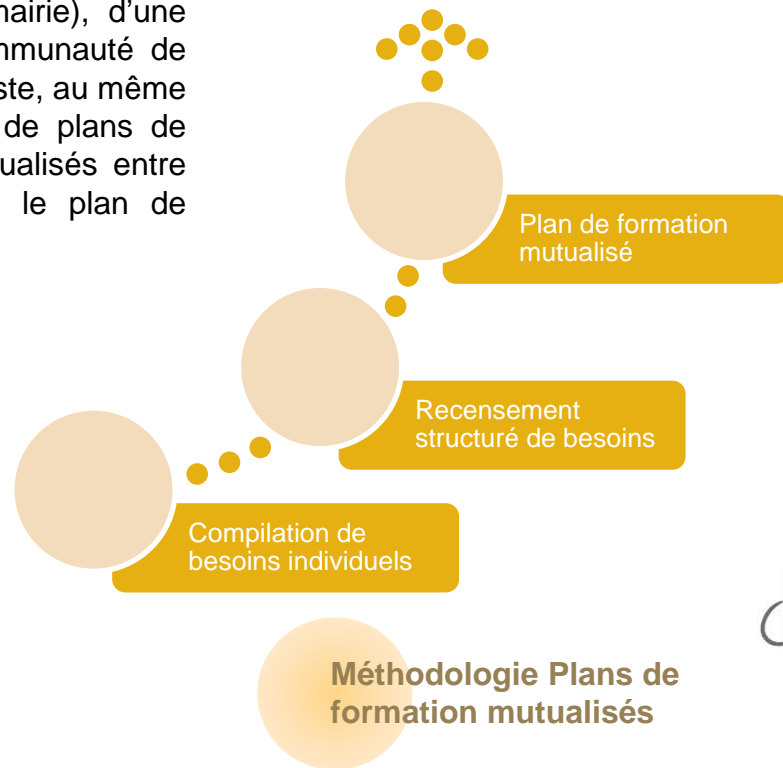 mairie), d’une
mmunauté de
ste, au même
de plans de
ualisés entre
le plan de
Plan de formation
mutualisé
Recensement
structuré de besoins
Compilation de
besoins individuels
Méthodologie Plans de
formation mutualisés